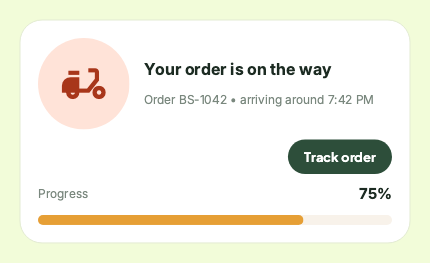 Your order is on the way
Order BS-1042 • arriving around 7:42 PM
Track order
Progress 75%